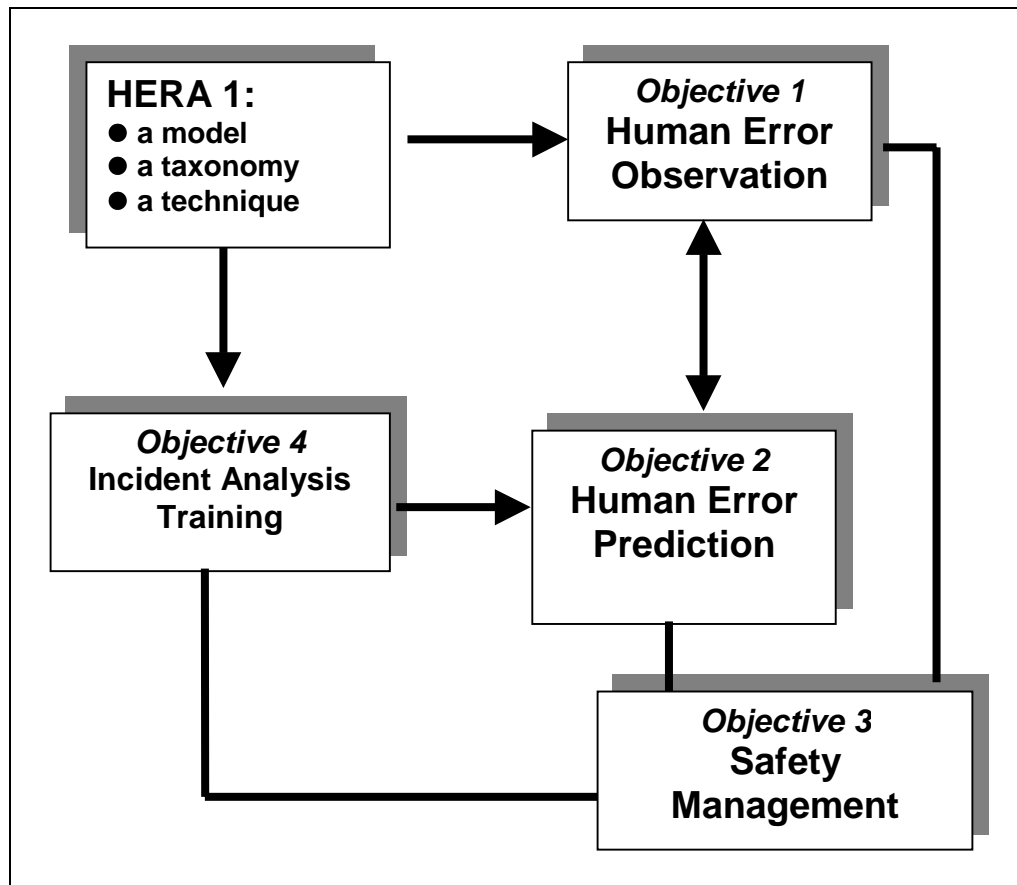 HERA 1:
● a model
● a taxonomy
● a technique
Objective 1
Human Error
Observation
Objective 4
Incident Analysis
Training
Objective 2
Human Error
Prediction
Objective 3
Safety
Management